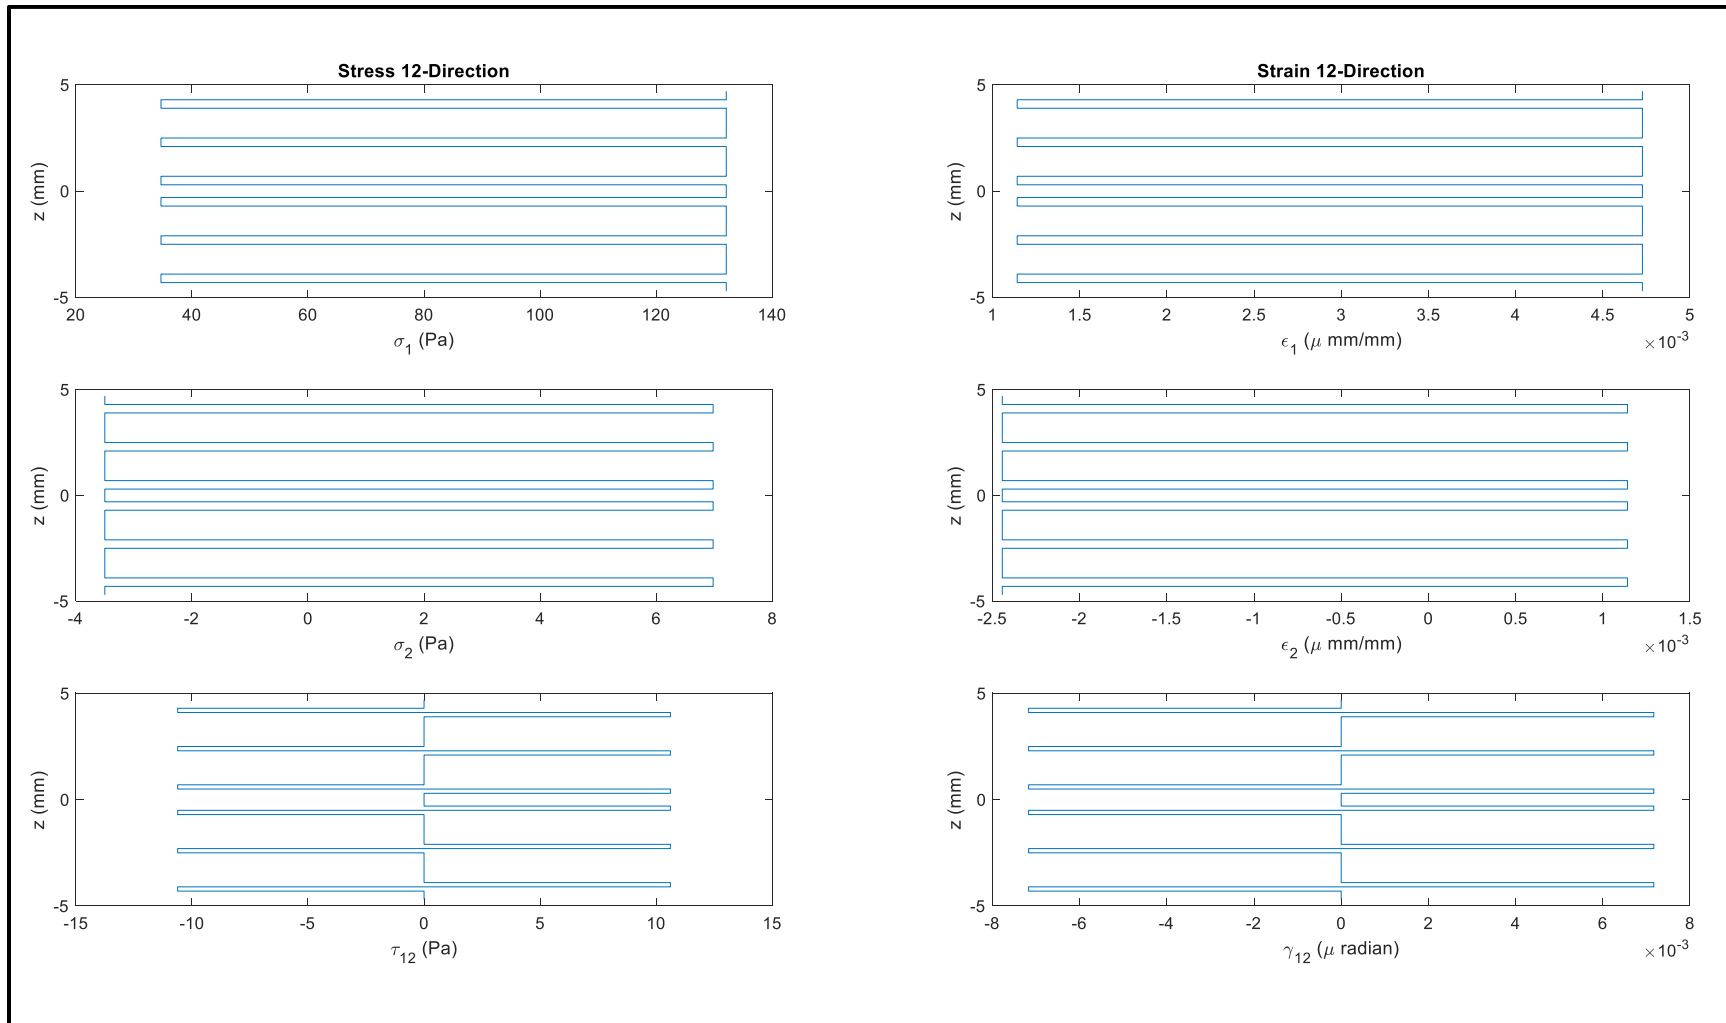 Stress 12-Direction
5
0
-5
z (mm)
20 40 60 80 100 120 140
σ1 (Pa)
Strain 12-Direction
5
0
-5
z (mm)
1 1.5 2 2.5 3 3.5 4 4.5 5
ϵ1 (μ mm/mm)
×10-3
5
0
-5
z (mm)
-4 -2 0 2 4 6 8
σ2 (Pa)
5
0
-5
z (mm)
-2.5 -2 -1.5 -1 -0.5 0 0.5 1 1.5
ϵ2 (μ mm/mm)
×10-3
5
0
-5
z (mm)
-15 -10 -5 0 5 10 15
τ12 (Pa)
5
0
-5
z (mm)
-8 -6 -4 -2 0 2 4 6 8
γ12 (μ radian)
×10-3